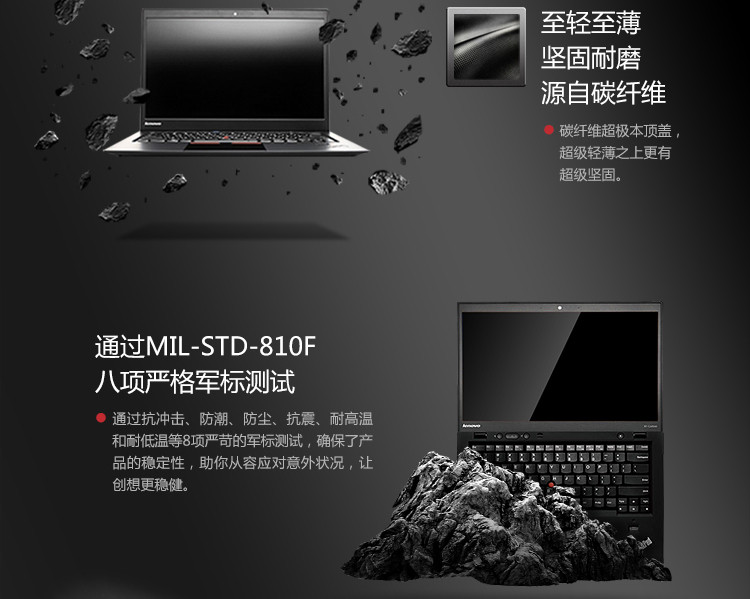 至轻至薄
坚固耐磨
源自碳纤维
碳纤维超极本顶盖，
超级轻薄之上更有
超级坚固。
lenovo
通过MIL-STD-810F
八项严格军标测试
通过抗冲击、防潮、防尘、抗震、耐高温
和耐低温等8项严苛的军标测试，确保了产
品的稳定性，助你从容应对意外状况，让
创想更稳健。
lenovo